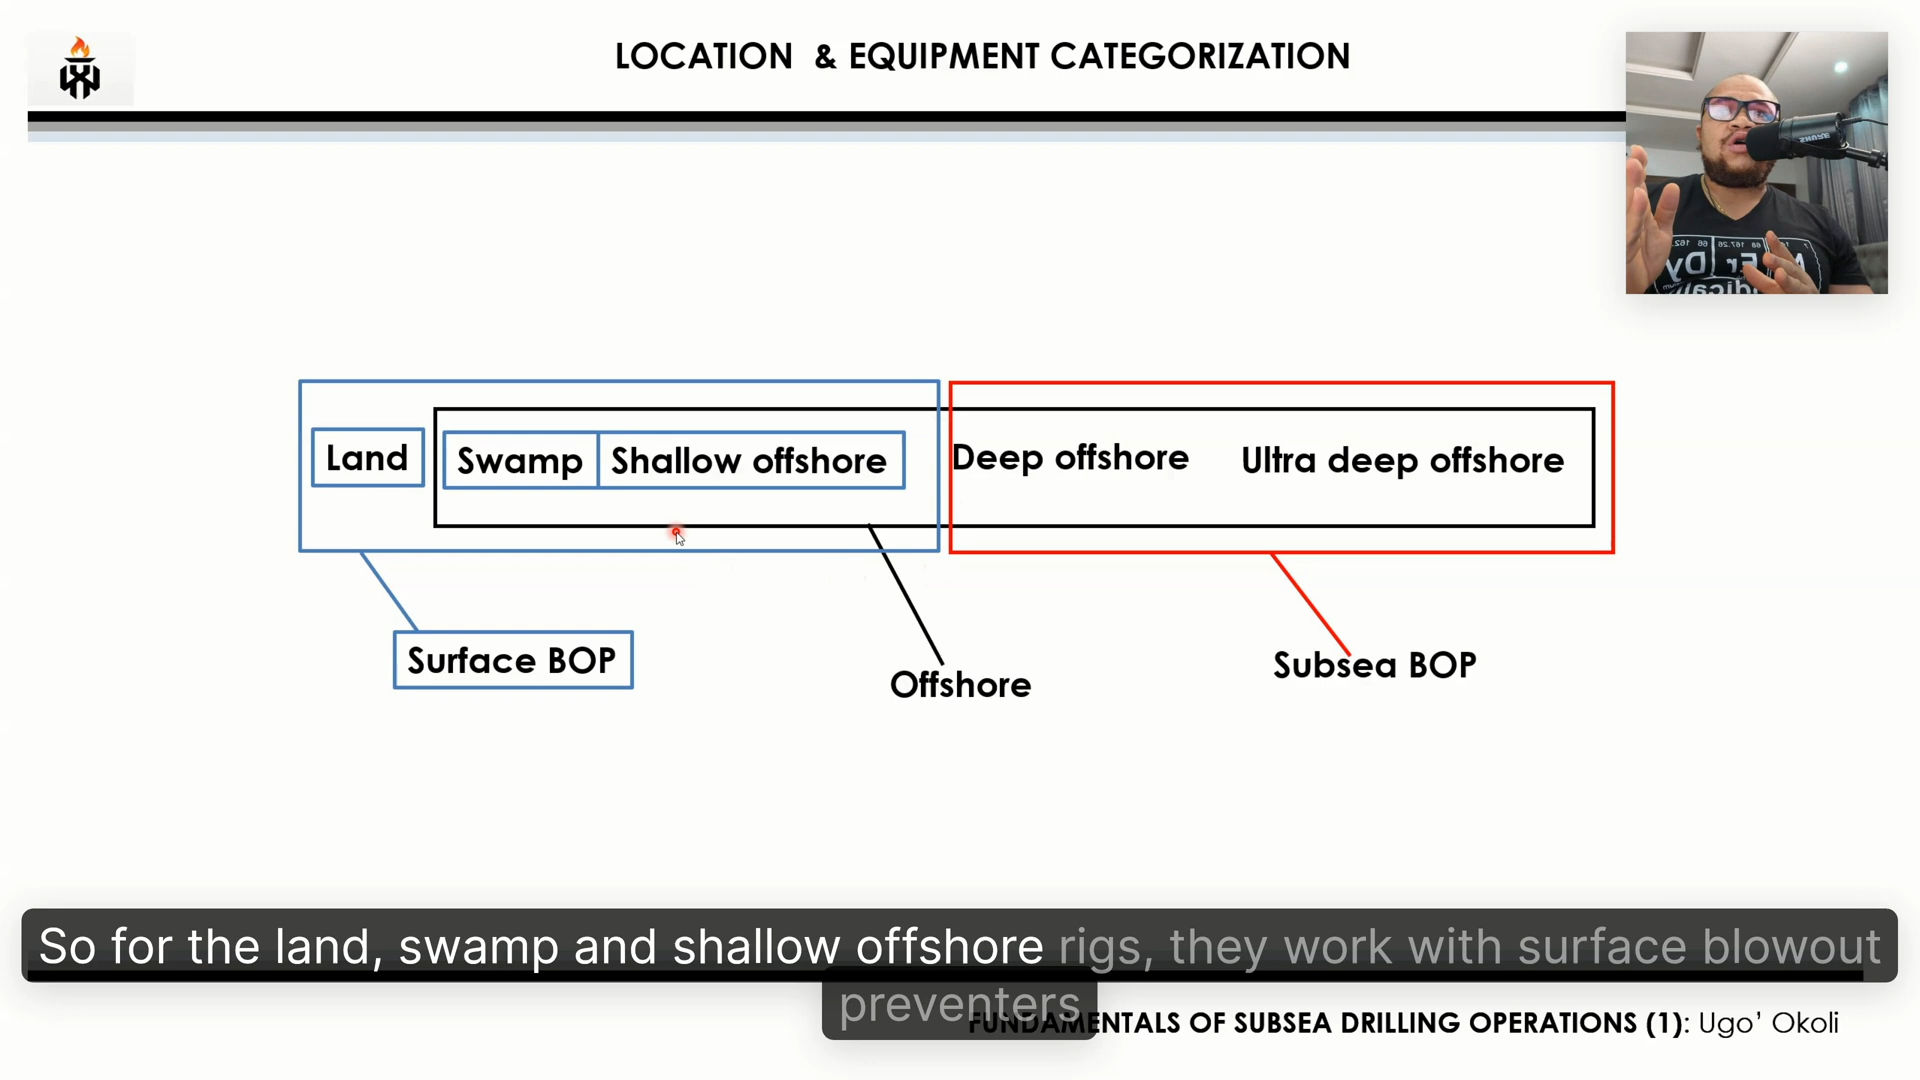 LOCATION & EQUIPMENT CATEGORIZATION
SHURE
Land
Swamp
Shallow offshore
Deep offshore
Ultra deep offshore
Surface BOP
Offshore
Subsea BOP
So for the land, swamp and shallow offshore rigs, they work with surface blowout
preventers
FUNDAMENTALS OF SUBSEA DRILLING OPERATIONS (1): Ugo’ Okoli